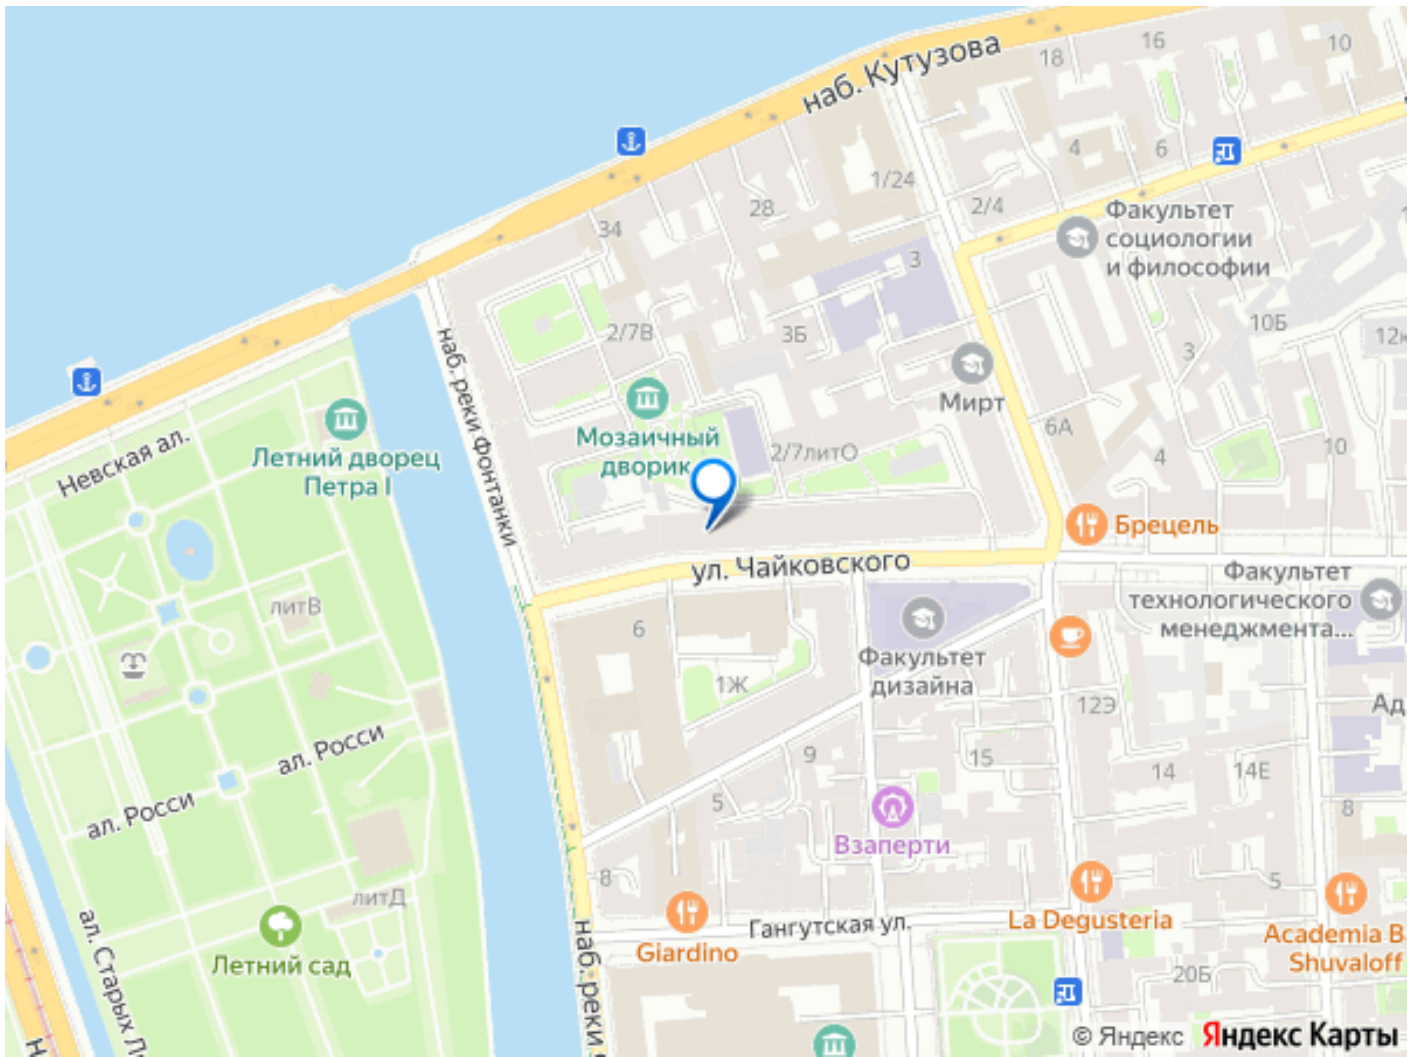 наб. Кутузова
18
16
10
4
6
1/24
2/4
28
34
3
Факультет
социологии
и философии
наб. реки Фонтанки
2/7В
3Б
10Б
12к
3
Мирт
6А
Мозаичный
дворик
2/7литО
4
10
Невская ал.
Летний дворец
Петра I
Брецель
ул. Чайковского
Факультет
технологического
менеджмента...
литВ
6
1Ж
Факультет
дизайна
12Э
Ад
ал. Росси
ал. Росси
9
15
14
14Е
5
8
Взаперти
8
литД
5
La Degusteria
Гангутская ул.
Giardino
Academia B
Shuvaloff
Летний сад
ал. Старых Л
наб. реки
20Б
Н
© Яндекс Яндекс Карты